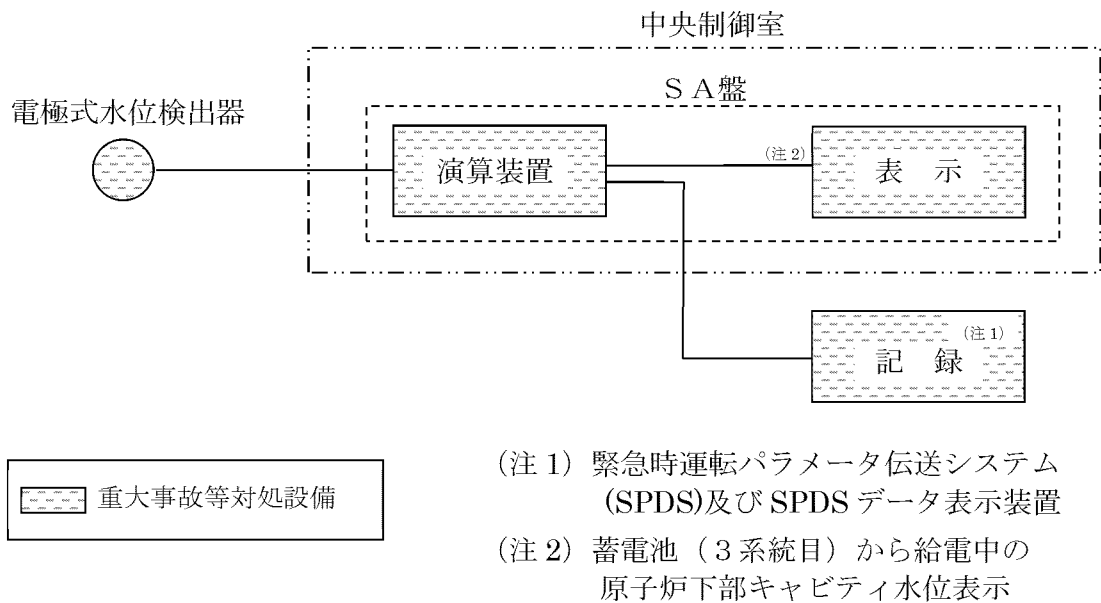 中央制御室
ＳＡ盤
電極式水位検出器
演算装置
(注２)
表　示
(注１)
記　録
重大事故等対処設備
(注１) 緊急時運転パラメータ伝送システム
(SPDS)及び SPDS データ表示装置
(注２) 蓄電池（３系統目）から給電中の
原子炉下部キャビティ水位表示